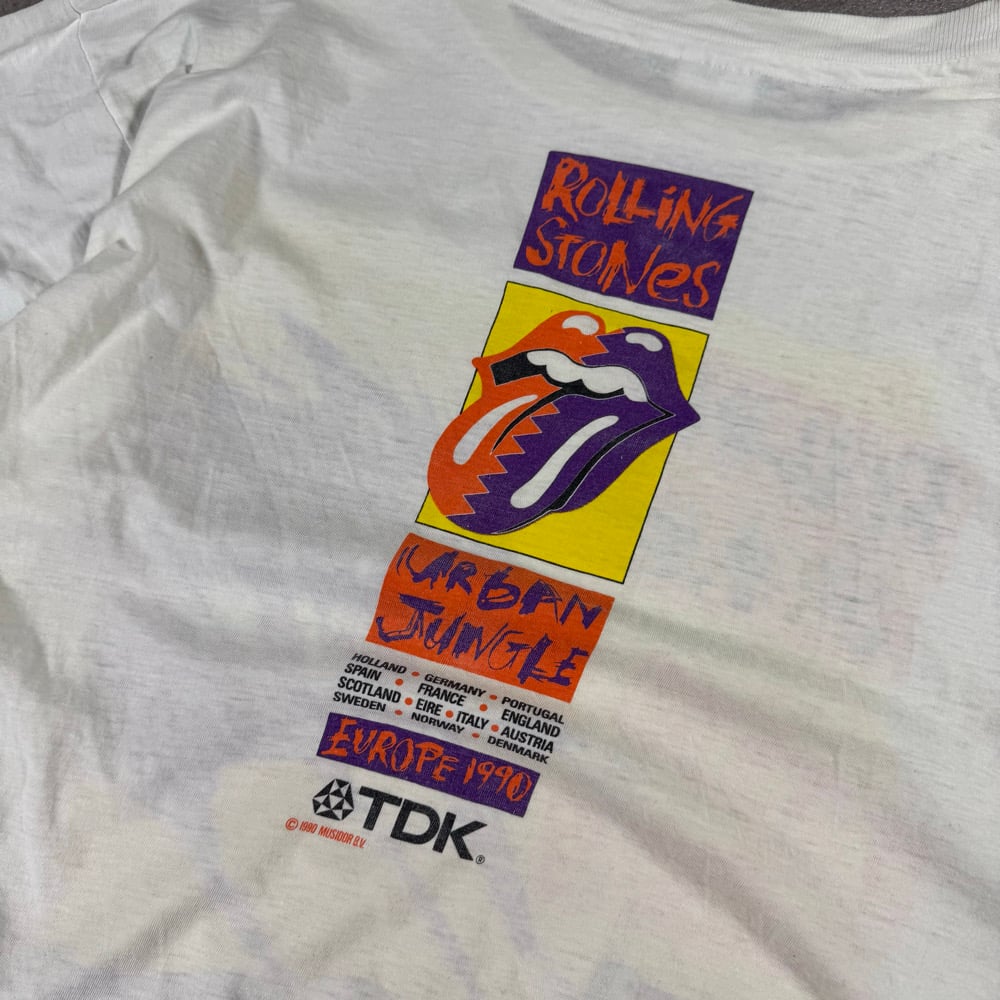 ROLLiNG
STONes
URBAN
JUNGLE
HOLLAND • GERMANY • PORTUGAL
SPAIN • FRANCE • ENGLAND
SCOTLAND • EIRE • ITALY • AUSTRIA
SWEDEN • NORWAY • DENMARK
EUROPE 1990
TDK®
© 1990 MUSIDOR B.V.